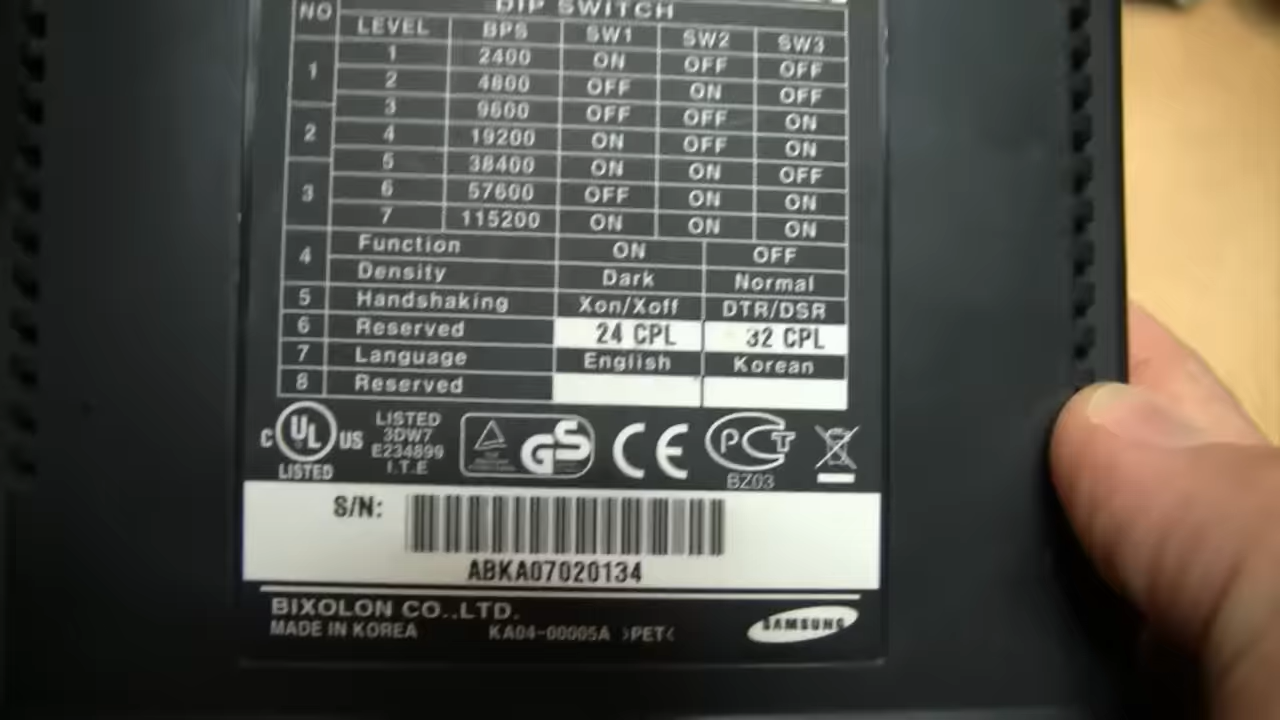 DIP SWITCH
NO LEVEL BPS SW1 SW2 SW3
1 1 2400 ON OFF OFF
2 4800 OFF ON OFF
2 3 9600 OFF OFF ON
4 19200 ON OFF ON
3 5 38400 ON ON OFF
6 57600 OFF ON ON
7 115200 ON ON ON
4 Function ON OFF
Density Dark Normal
5 Handshaking Xon/Xoff DTR/DSR
6 Reserved 24 CPL 32 CPL
7 Language English Korean
8 Reserved
C UL US
LISTED
LISTED
3DW7
E234899
I.T.E
GS
CE
PCT
BZ03
S/N:
ABKA07020134
BIXOLON CO.,LTD.
MADE IN KOREA KA04-00005A >PET<
SAMSUNG